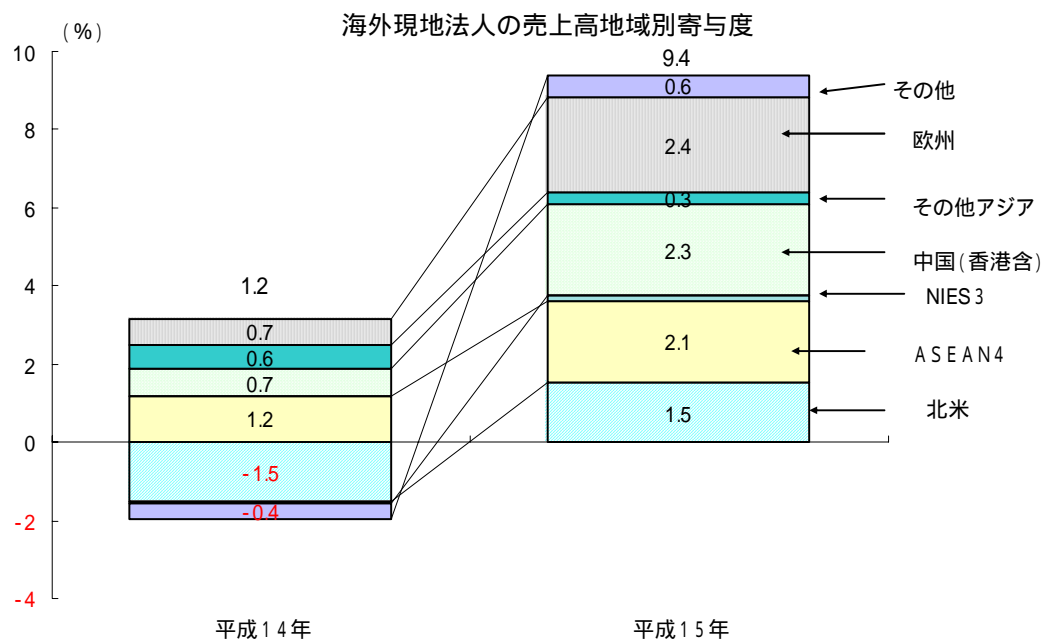 海外現地法人の売上高地域別寄与度
(%)
10
8
6
4
2
0
-2
-4
1.2
0.7
0.6
0.7
1.2
-1.5
-0.4
9.4
0.6
2.4
0.3
2.3
2.1
1.5
その他
欧州
その他アジア
中国(香港含)
NIES3
ASEAN4
北米
平成14年
平成15年